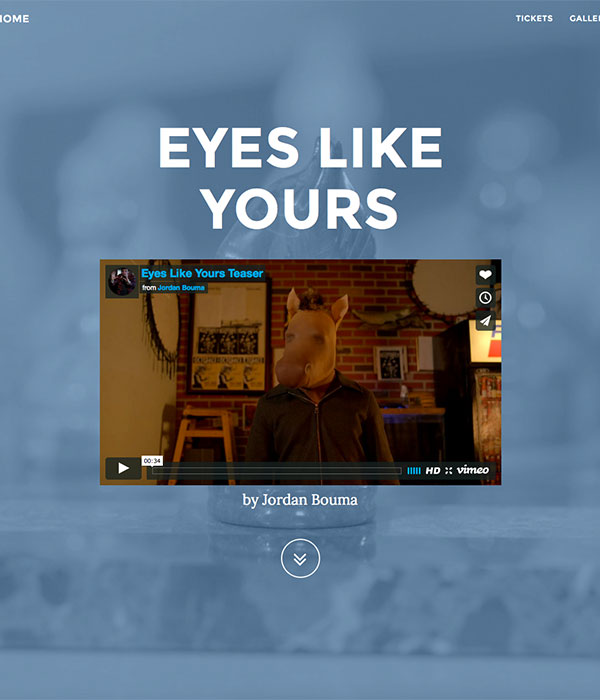 HOME
TICKETS
GALLER
EYES LIKE
YOURS
Eyes Like Yours Teaser
from Jordan Bouma
00:34
HD
vimeo
by Jordan Bouma